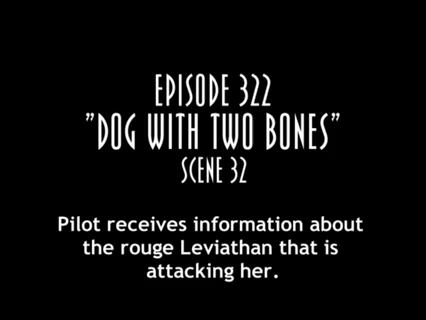 EPISODE 322
"DOG WITH TWO BONES"
SCENE 32
Pilot receives information about
the rouge Leviathan that is
attacking her.